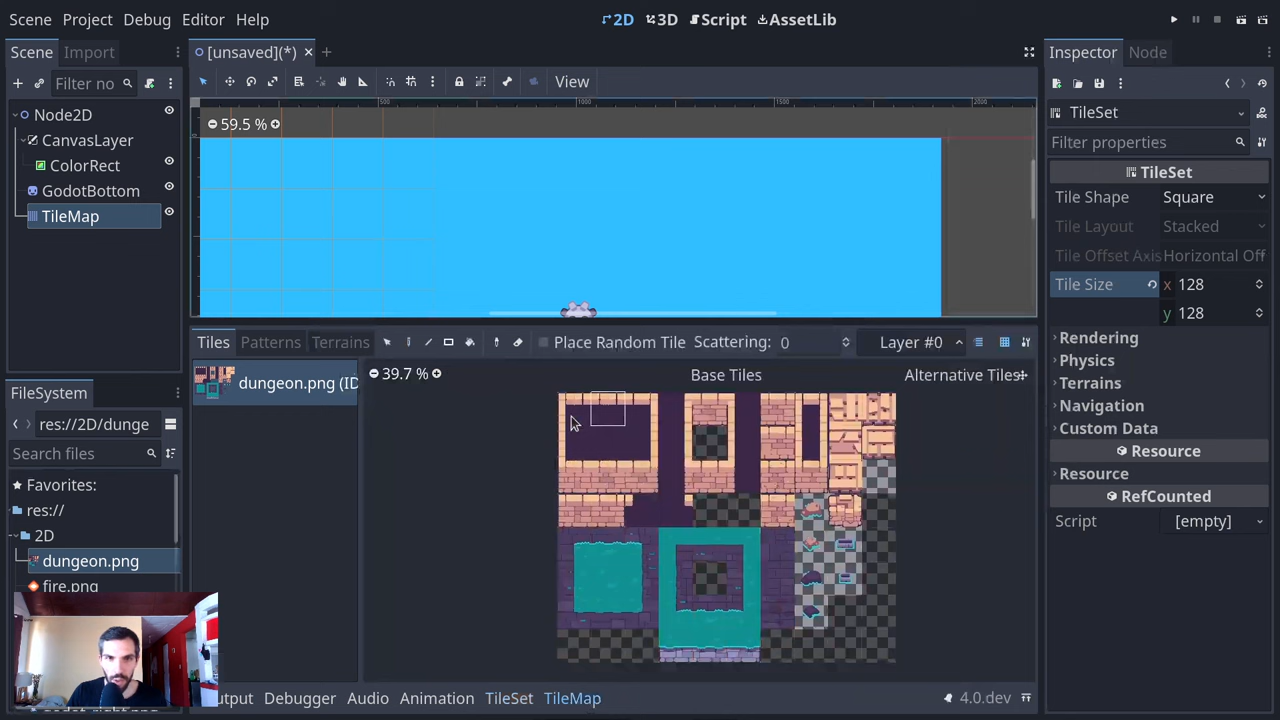 Scene Project Debug Editor Help
2D 3D Script AssetLib
Scene Import
[unsaved](*)
Inspector Node
Filter no
TileSet
Filter properties
View
500 1000 1500 2000
59.5 %
Node2D
CanvasLayer
ColorRect
GodotBottom
TileMap
TileSet
Tile Shape Square
Tile Layout Stacked
Tile Offset Axis Horizontal Off
Tile Size x 128
y 128
Rendering
Physics
Terrains
Navigation
Custom Data
Resource
Resource
RefCounted
Script [empty]
Tiles Patterns Terrains
Place Random Tile Scattering: 0
Layer #0
dungeon.png (ID
39.7 %
Base Tiles
Alternative Tiles
FileSystem
res://2D/dunge
Search files
Favorites:
res://
2D
dungeon.png
fire.png
utput Debugger Audio Animation TileSet TileMap
4.0.dev